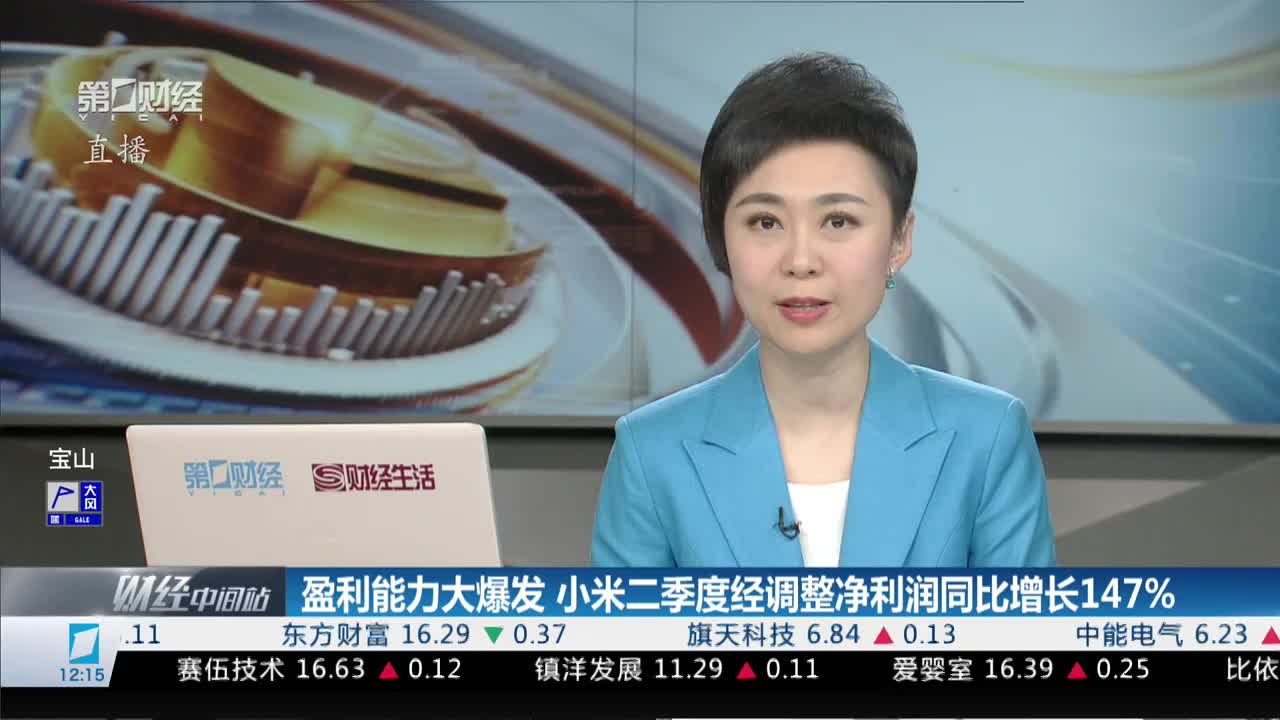 第一财经
YICAI
直播
宝山
大风
GALE
第一财经
YICAI
财经生活
财经中间站
盈利能力大爆发 小米二季度经调整净利润同比增长147%
.11 东方财富 16.29 ▼ 0.37 旗天科技 6.84 ▲ 0.13 中能电气 6.23 ▲
12:15
赛伍技术 16.63 ▲ 0.12 镇洋发展 11.29 ▲ 0.11 爱婴室 16.39 ▲ 0.25 比依